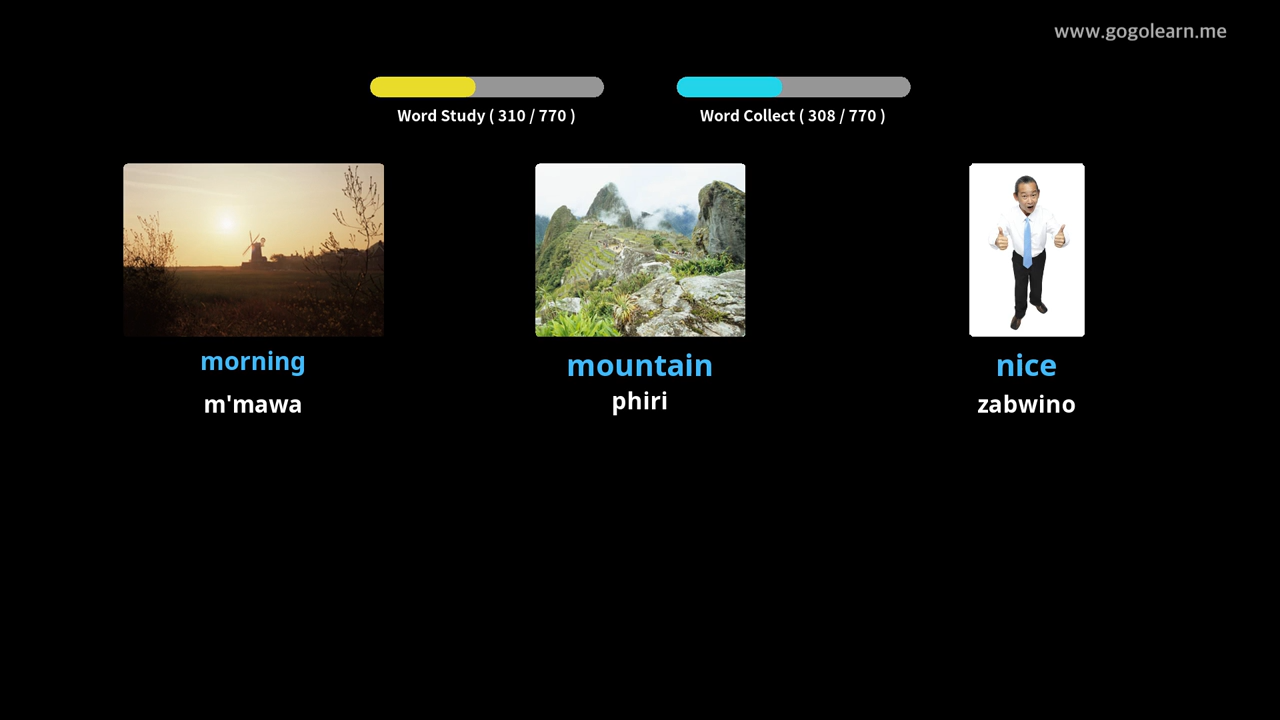 www.gogolearn.me
Word Study ( 310 / 770 )
Word Collect ( 308 / 770 )
morning
m'mawa
mountain
phiri
nice
zabwino